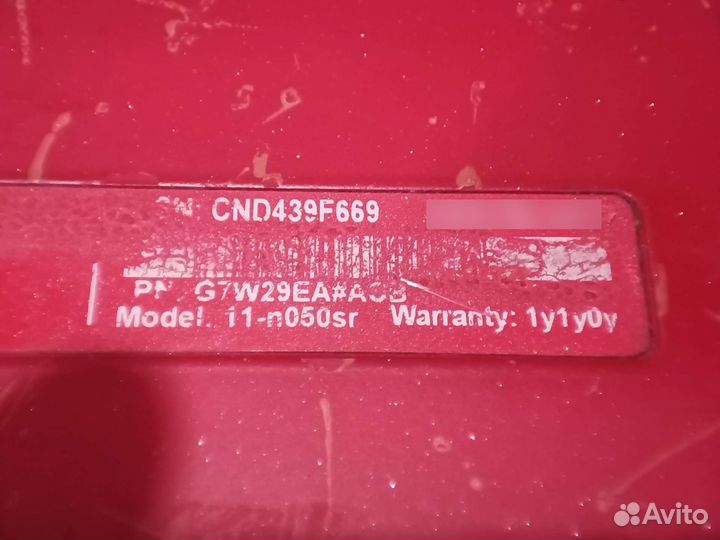 SN: CND439F669
PN G7W29EA#ACB
Model: 11-n050sr Warranty: 1y1y0y
Avito